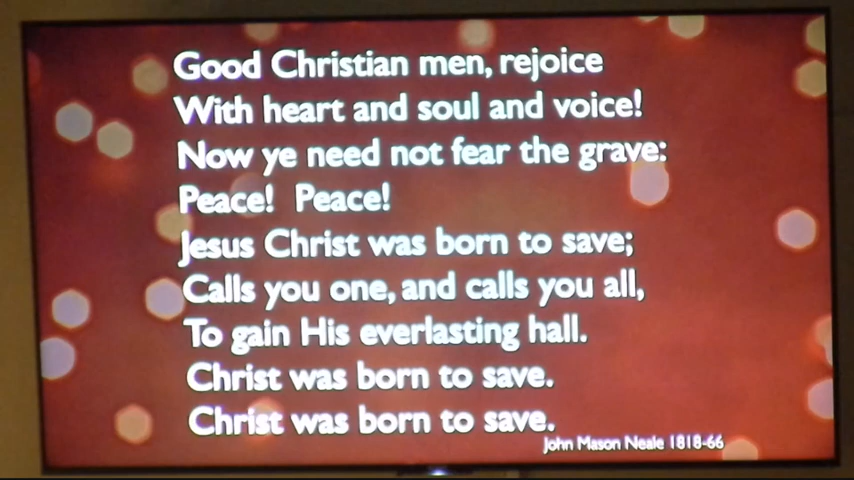 Good Christian men, rejoice
With heart and soul and voice!
Now ye need not fear the grave:
Peace!  Peace!
Jesus Christ was born to save;
Calls you one, and calls you all,
To gain His everlasting hall.
Christ was born to save.
Christ was born to save.
John Mason Neale 1818-66